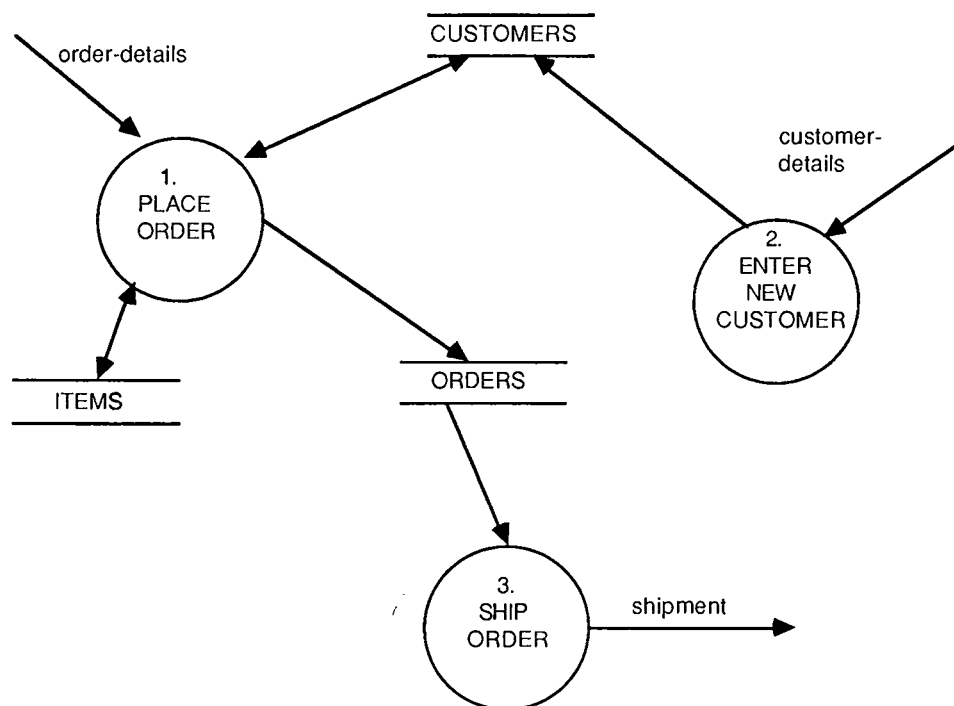 CUSTOMERS
order-details
customer-
details
1.
PLACE
ORDER
2.
ENTER
NEW
CUSTOMER
ITEMS
ORDERS
3.
SHIP
ORDER
shipment